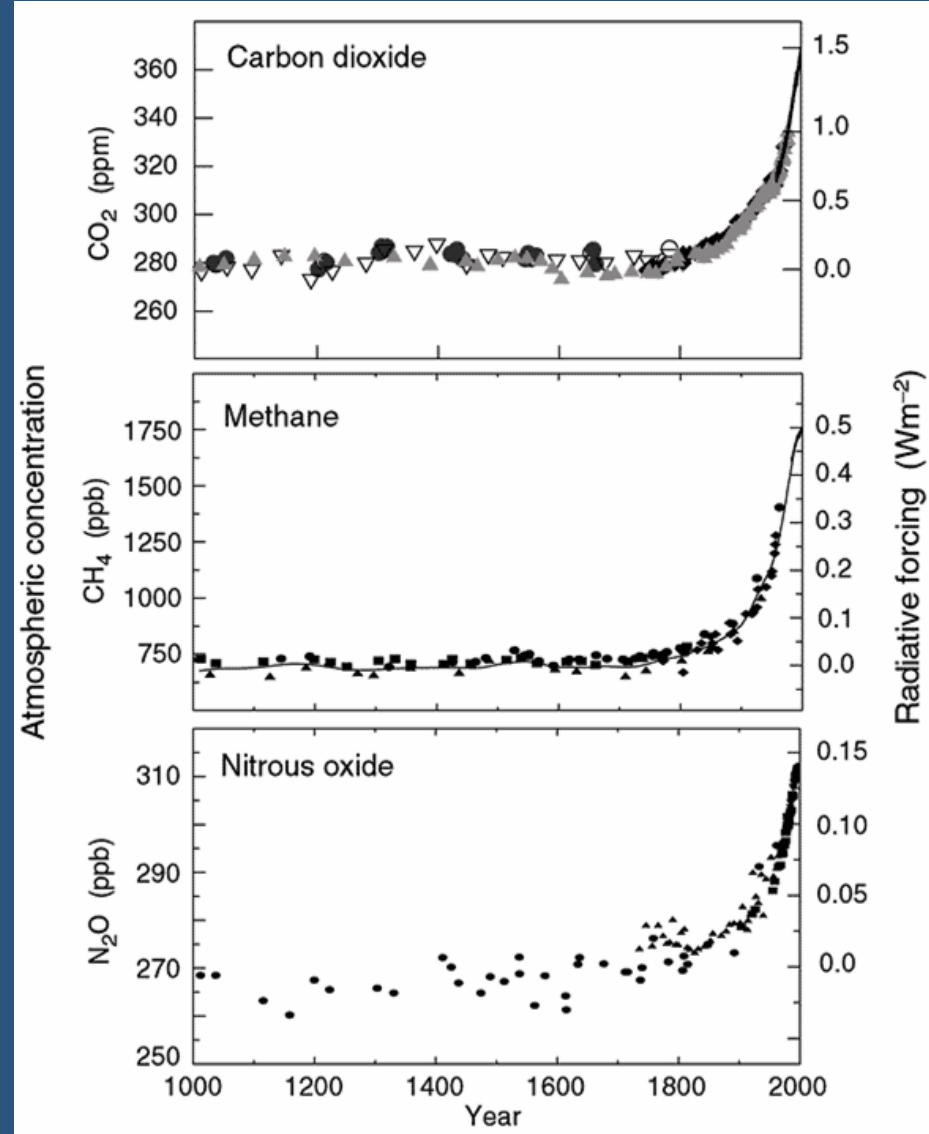 Atmospheric concentration
Carbon dioxide
CO₂ (ppm)
360
340
320
300
280
260
1.5
1.0
0.5
0.0
Methane
CH₄ (ppb)
1750
1500
1250
1000
750
0.5
0.4
0.3
0.2
0.1
0.0
Radiative forcing (Wm⁻²)
Nitrous oxide
N₂O (ppb)
310
290
270
250
0.15
0.10
0.05
0.0
1000 1200 1400 1600 1800 2000
Year